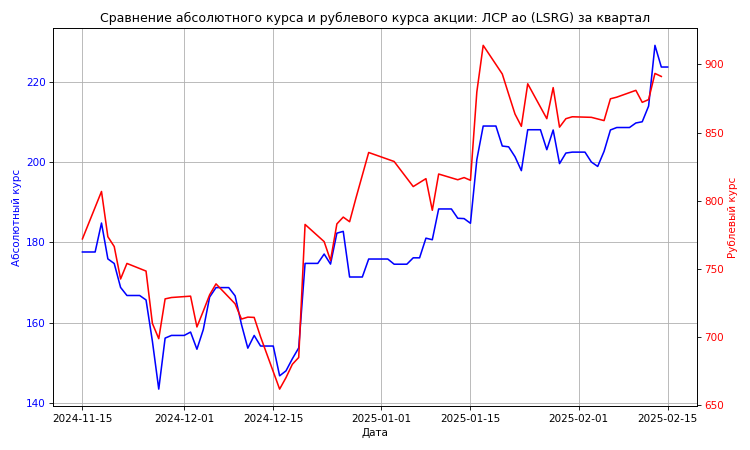 Сравнение абсолютного курса и рублевого курса акции: ЛСР ао (LSRG) за квартал
Абсолютный курс
220
200
180
160
140
900
850
800
750
700
650
Рублевый курс
2024-11-15 2024-12-01 2024-12-15 2025-01-01 2025-01-15 2025-02-01 2025-02-15
Дата